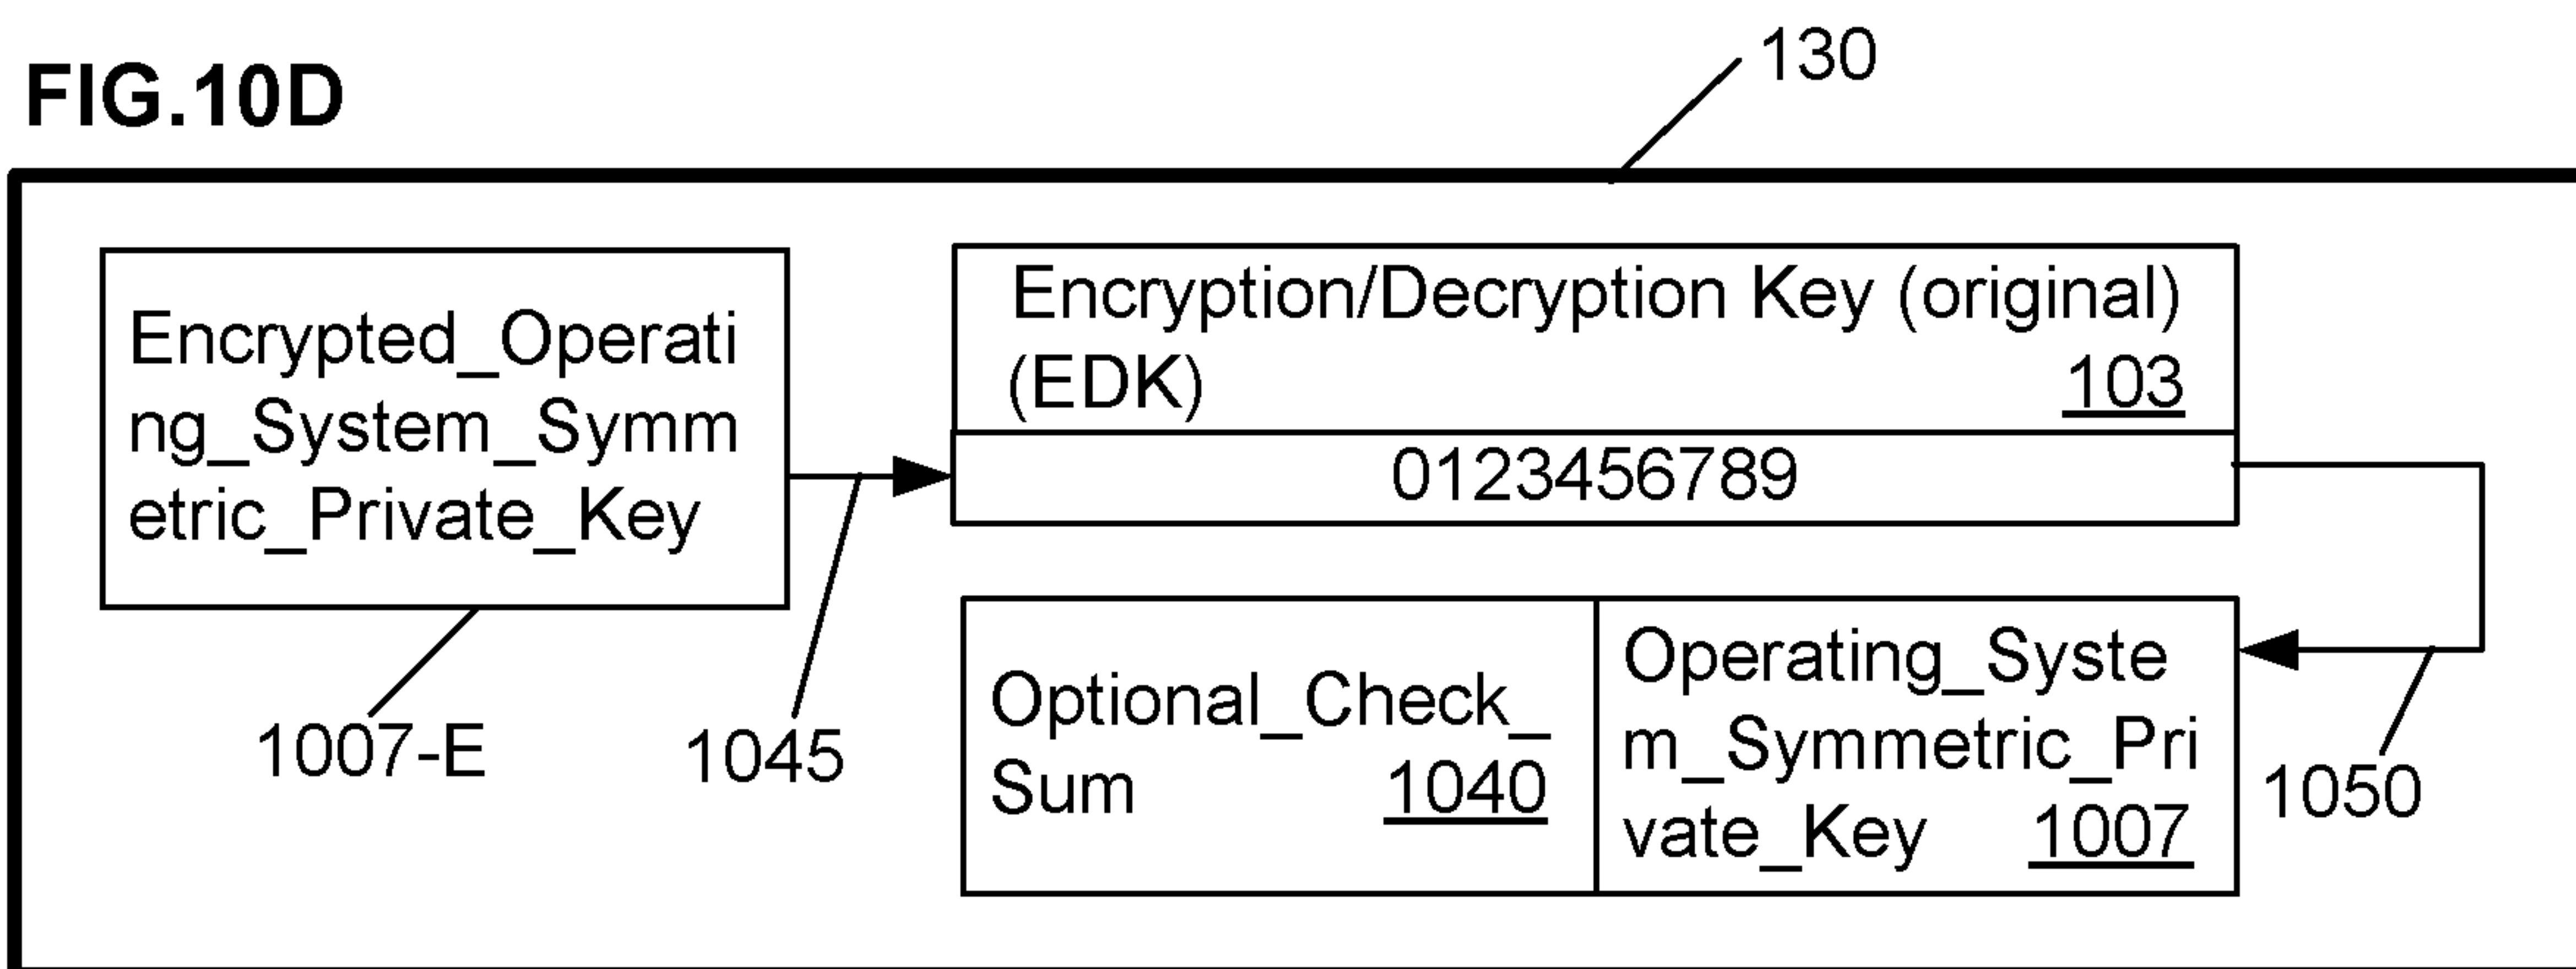 FIG.10D
130
Encrypted_Operati
ng_System_Symm
etric_Private_Key
Encryption/Decryption Key (original)
(EDK) 103
0123456789
1007-E
1045
Optional_Check_
Sum 1040
Operating_Syste
m_Symmetric_Pri
vate_Key 1007
1050